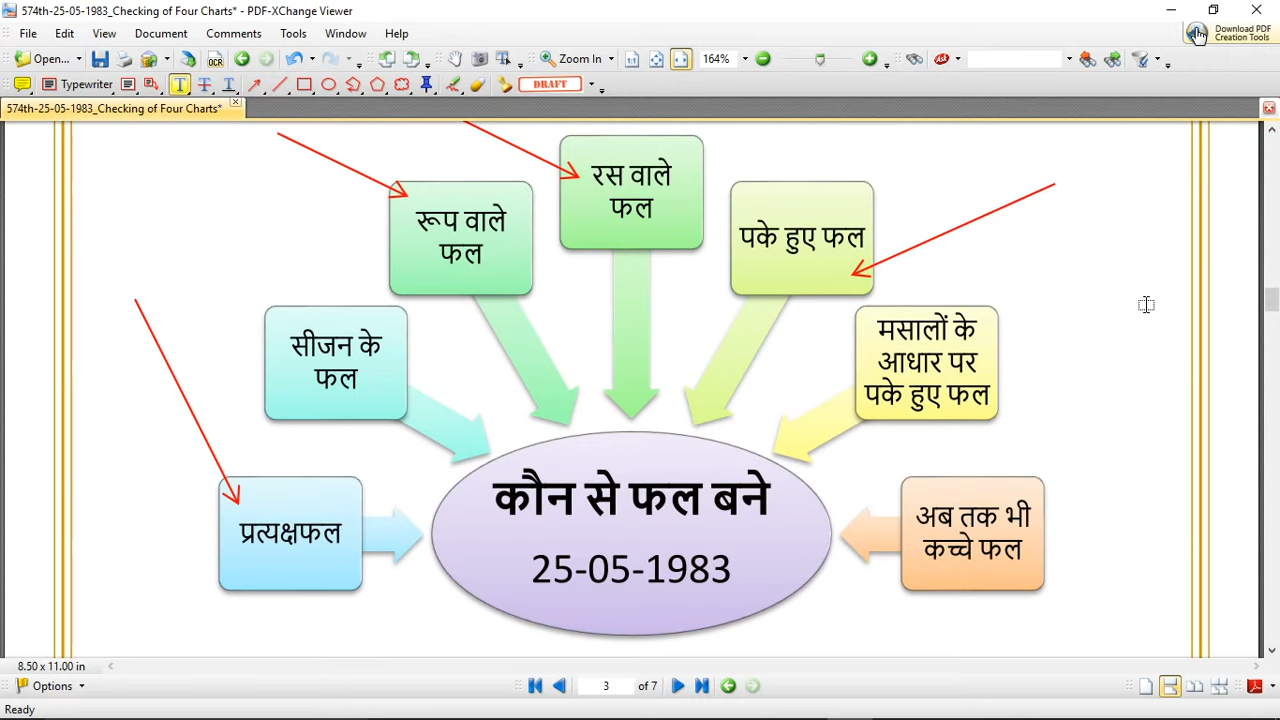 574th-25-05-1983_Checking of Four Charts* - PDF-XChange Viewer
File Edit View Document Comments Tools Window Help
Download PDF
Creation Tools
Open... OCR Zoom In 164%
Typewriter DRAFT
574th-25-05-1983_Checking of Four Charts*
रस वाले
फल
रूप वाले
फल
पके हुए फल
सीजन के
फल
मसालों के
आधार पर
पके हुए फल
प्रत्यक्षफल
अब तक भी
कच्चे फल
कौन से फल बने
25-05-1983
8.50 x 11.00 in
Options 3 of 7
Ready